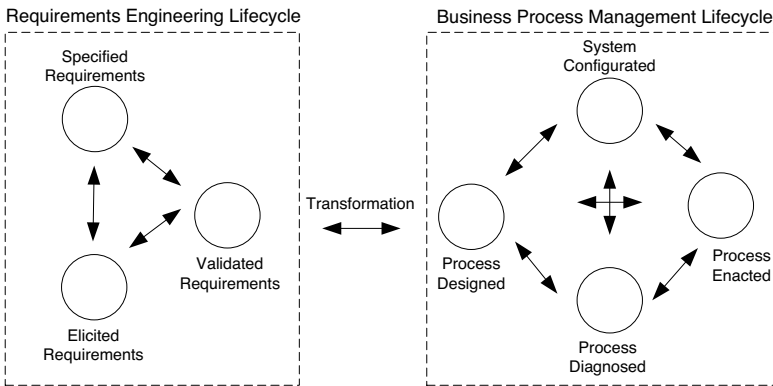 Requirements Engineering Lifecycle
Business Process Management Lifecycle
Specified
Requirements
Validated
Requirements
Elicited
Requirements
Transformation
System
Configurated
Process
Designed
Process
Enacted
Process
Diagnosed